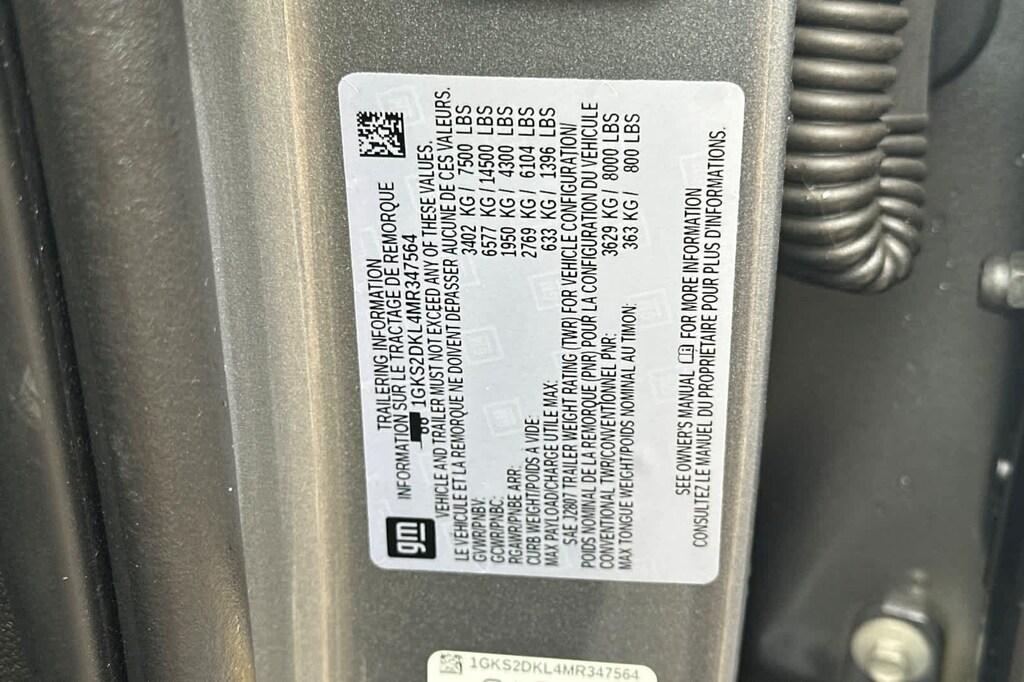 gm
TRAILERING INFORMATION
INFORMATION SUR LE TRACTAGE DE REMORQUE
1GKS2DKL4MR347564
VEHICLE AND TRAILER MUST NOT EXCEED ANY OF THESE VALUES.
LE VEHICULE ET LA REMORQUE NE DOIVENT DEPASSER AUCUNE DE CES VALEURS.
GVWR/PNBV: 3402 KG / 7500 LBS
GCWR/PNBC: 6577 KG / 14500 LBS
RGAWR/PNBE ARR: 1950 KG / 4300 LBS
CURB WEIGHT/POIDS À VIDE: 2769 KG / 6104 LBS
MAX PAYLOAD/CHARGE UTILE MAX: 633 KG / 1396 LBS
SAE J2807 TRAILER WEIGHT RATING (TWR) FOR VEHICLE CONFIGURATION/
POIDS NOMINAL DE LA REMORQUE (PNR) POUR LA CONFIGURATION DU VEHICULE
CONVENTIONAL TWR/CONVENTIONNEL PNR: 3629 KG / 8000 LBS
MAX TONGUE WEIGHT/POIDS NOMINAL AU TIMON: 363 KG / 800 LBS
SEE OWNER'S MANUAL FOR MORE INFORMATION
CONSULTEZ LE MANUEL DU PROPRIETAIRE POUR PLUS D'INFORMATIONS.
1GKS2DKL4MR347564